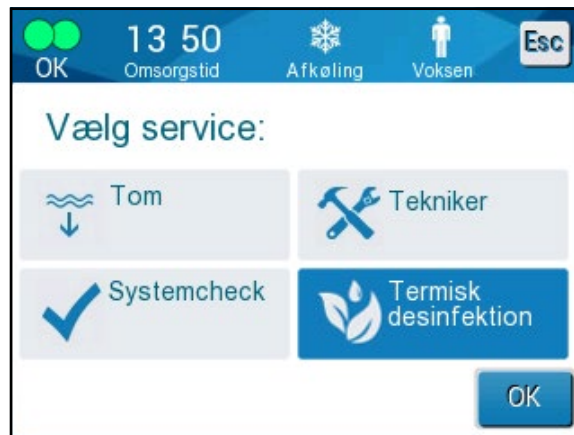 OK
13 50
Omsorgstid
Afkøling
Voksen
Esc
Vælg service:
Tom
Tekniker
Systemcheck
Termisk
desinfektion
OK